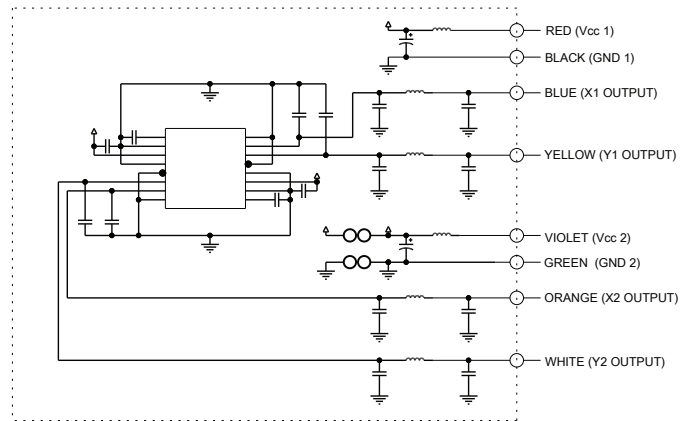 RED (Vcc 1)
BLACK (GND 1)
BLUE (X1 OUTPUT)
YELLOW (Y1 OUTPUT)
VIOLET (Vcc 2)
GREEN (GND 2)
ORANGE (X2 OUTPUT)
WHITE (Y2 OUTPUT)